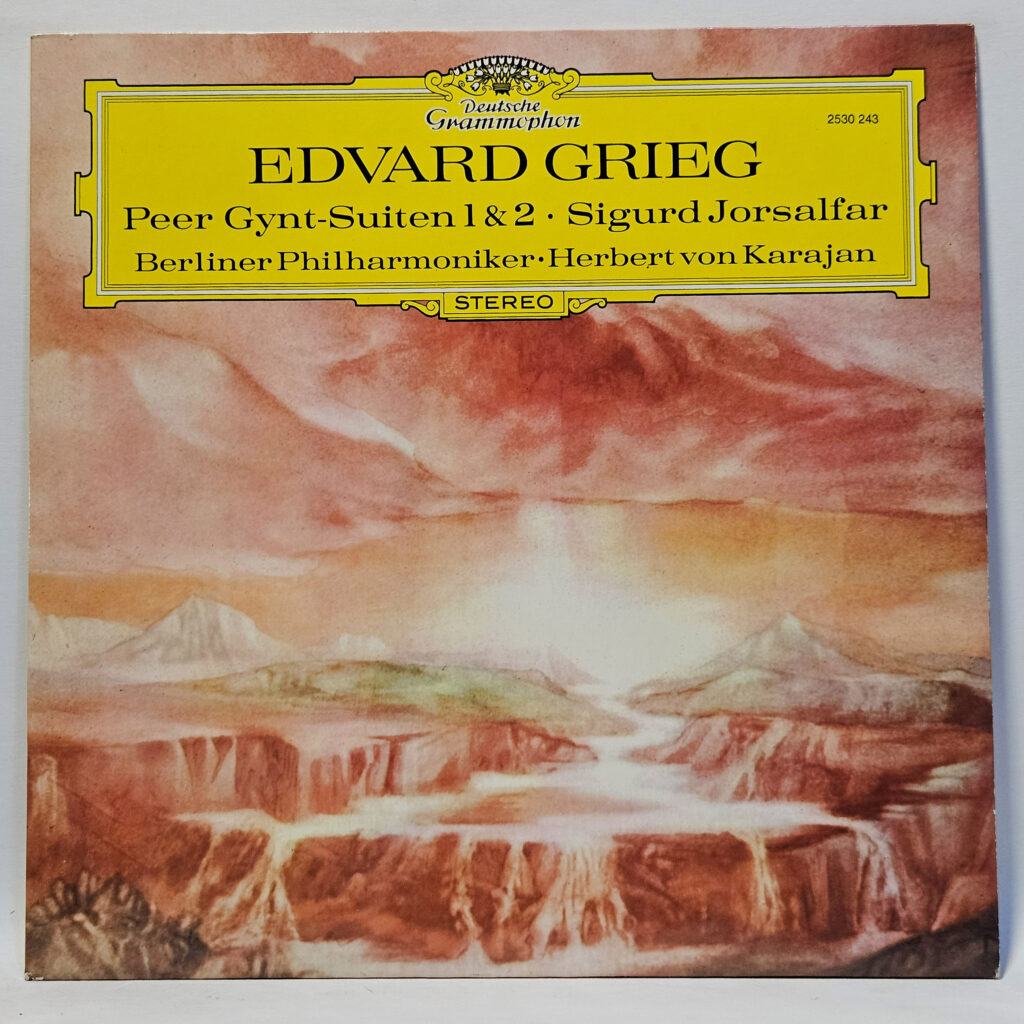 Deutsche
Grammophon
2530 243
EDVARD GRIEG
Peer Gynt-Suiten 1 & 2 · Sigurd Jorsalfar
Berliner Philharmoniker · Herbert von Karajan
STEREO